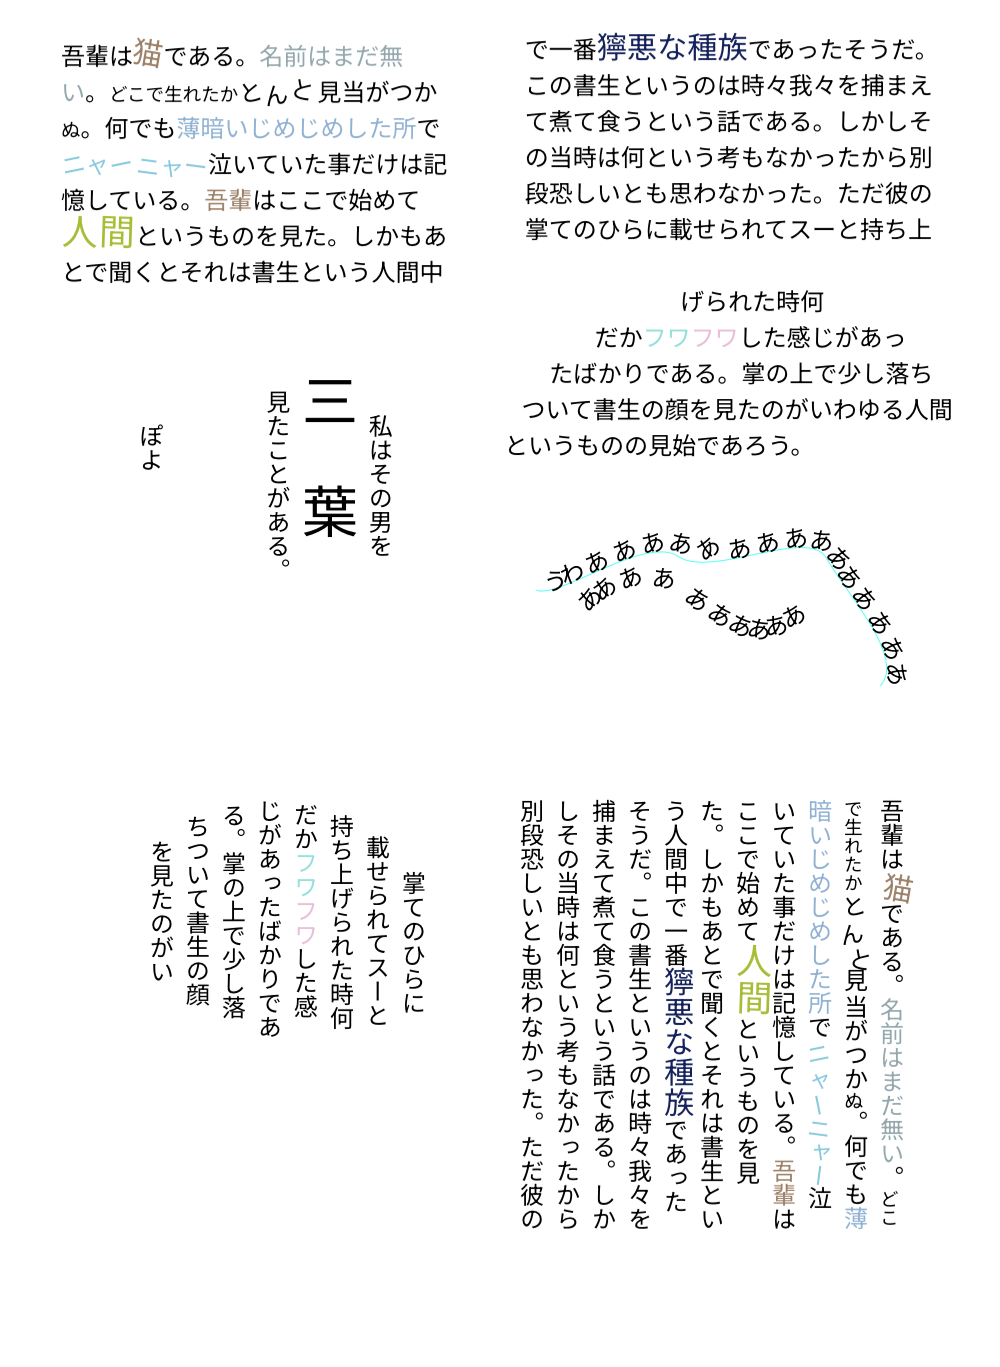 吾輩は猫である。名前はまだ無
い。どこで生れたかとんと見当がつか
ぬ。何でも薄暗いじめじめした所で
ニャーニャー泣いていた事だけは記
憶している。吾輩はここで始めて
人間というものを見た。しかもあ
とで聞くとそれは書生という人間中
で一番獰悪な種族であったそうだ。
この書生というのは時々我々を捕まえ
て煮て食うという話である。しかしそ
の当時は何という考もなかったから別
段恐しいとも思わなかった。ただ彼の
掌てのひらに載せられてスーと持ち上
げられた時何
だかフワフワした感じがあっ
たばかりである。掌の上で少し落ち
ついて書生の顔を見たのがいわゆる人間
というものの見始であろう。
私はその男を
三葉
見たことがある。
ぽよ
うわああああああああああああああ
ああああああああああ
吾輩は猫である。名前はまだ無い。どこ
で生れたかとんと見当がつかぬ。何でも薄
暗いじめじめした所でニャーニャー泣
いていた事だけは記憶している。吾輩は
ここで始めて人間というものを見
た。しかもあとで聞くとそれは書生とい
う人間中で一番獰悪な種族であった
そうだ。この書生というのは時々我々を
捕まえて煮て食うという話である。しか
しその当時は何という考もなかったから
別段恐しいとも思わなかった。ただ彼の
掌てのひらに
載せられてスーと
持ち上げられた時何
だかフワフワした感
じがあったばかりであ
る。掌の上で少し落
ちついて書生の顔
を見たのがい